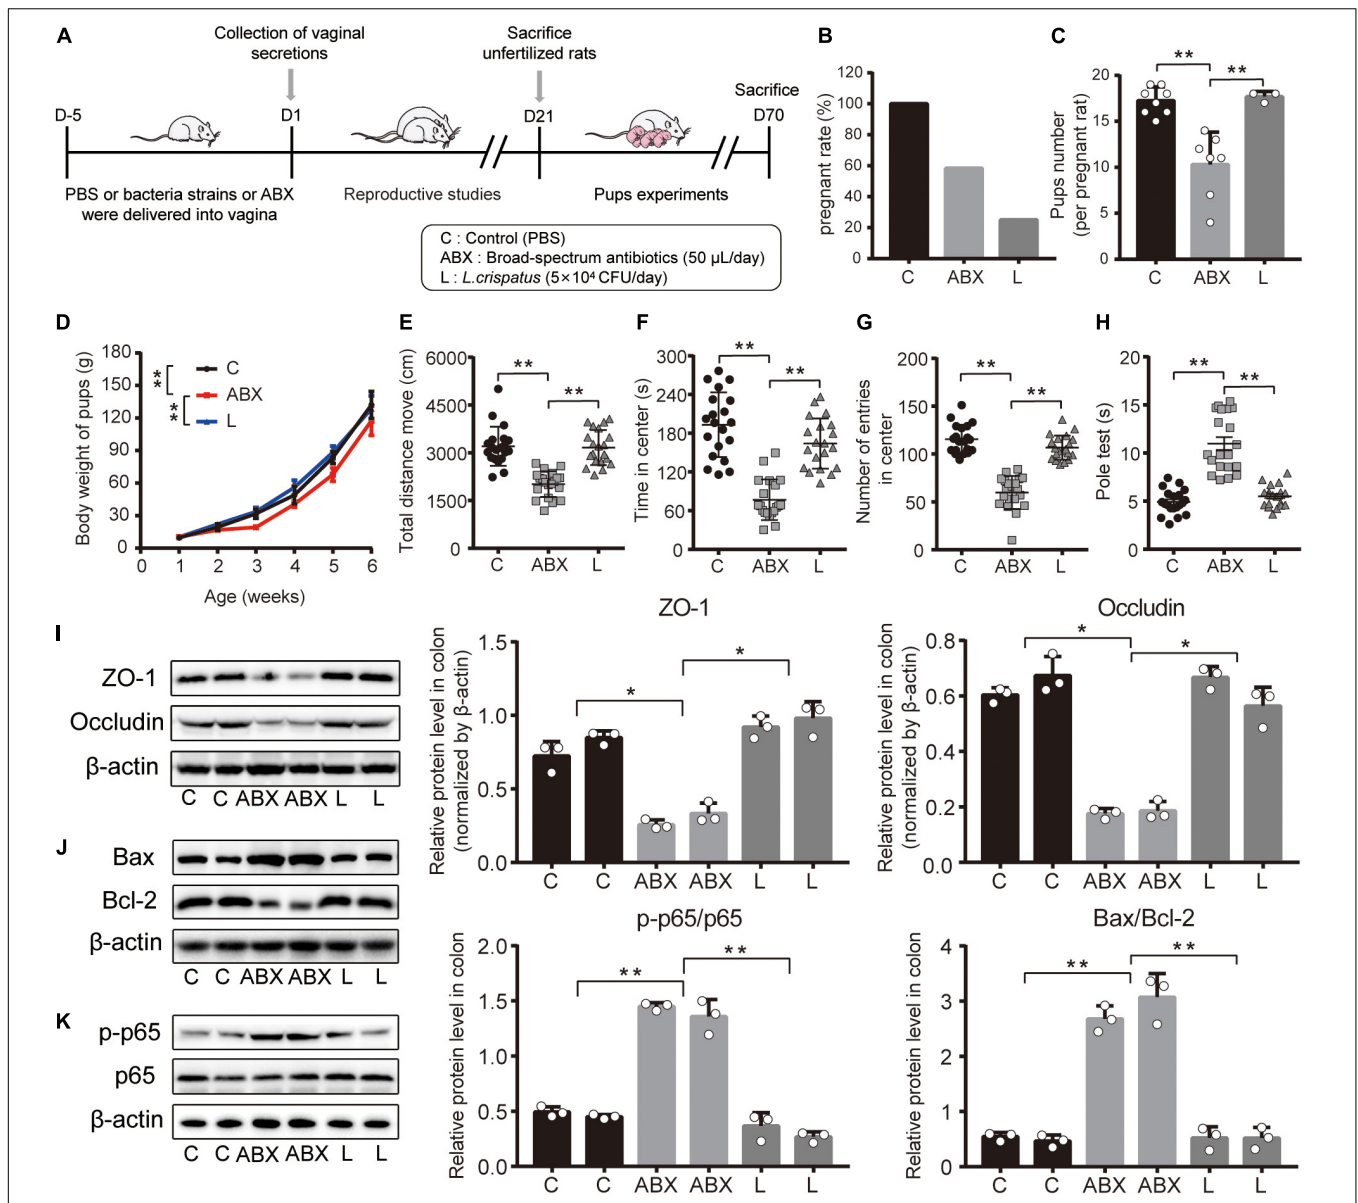 A
Collection of vaginal
secretions
Sacrifice
unfertilized rats
Sacrifice
D-5
D1
D21
D70
PBS or bacteria strains or ABX
were delivered into vagina
Reproductive studies
Pups experiments
C : Control (PBS)
ABX : Broad-spectrum antibiotics (50 μL/day)
L : L.crispatus (5×10⁴ CFU/day)
B
pregnant rate (%)
120
100
80
60
40
20
0
C ABX L
C
Pups number
(per pregnant rat)
20
15
10
5
0
** **
C ABX L
D
Body weight of pups (g)
180
150
120
90
60
30
0
** C
** ABX
L
0 1 2 3 4 5 6
Age (weeks)
E
Total distance move (cm)
6000
4500
3000
1500
0
** **
C ABX L
F
Time in center (s)
300
240
180
120
60
0
** **
C ABX L
G
Number of entries
in center
200
150
100
50
0
** **
C ABX L
H
Pole test (s)
20
15
10
5
0
** **
C ABX L
I
ZO-1
Occludin
β-actin
C C ABX ABX L L
ZO-1
Relative protein level in colon
(normalized by β-actin)
1.5
1.0
0.5
0.0
* *
C C ABX ABX L L
Occludin
Relative protein level in colon
(normalized by β-actin)
0.8
0.6
0.4
0.2
0.0
* *
C C ABX ABX L L
J
Bax
Bcl-2
β-actin
C C ABX ABX L L
K
p-p65
p65
β-actin
C C ABX ABX L L
p-p65/p65
Relative protein level in colon
2.0
1.5
1.0
0.5
0.0
** **
C C ABX ABX L L
Bax/Bcl-2
Relative protein level in colon
4
3
2
1
0
** **
C C ABX ABX L L